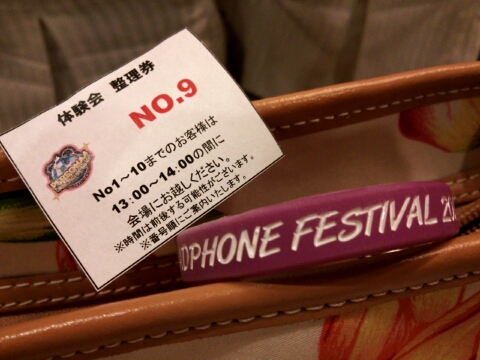 体験会 整理券
NO.9
No1～10までのお客様は
13:00～14:00の間に
会場にお越しください。
※時間は前後する可能性がございます。
※番号順にご案内いたします。
DPHONE FESTIVAL 20